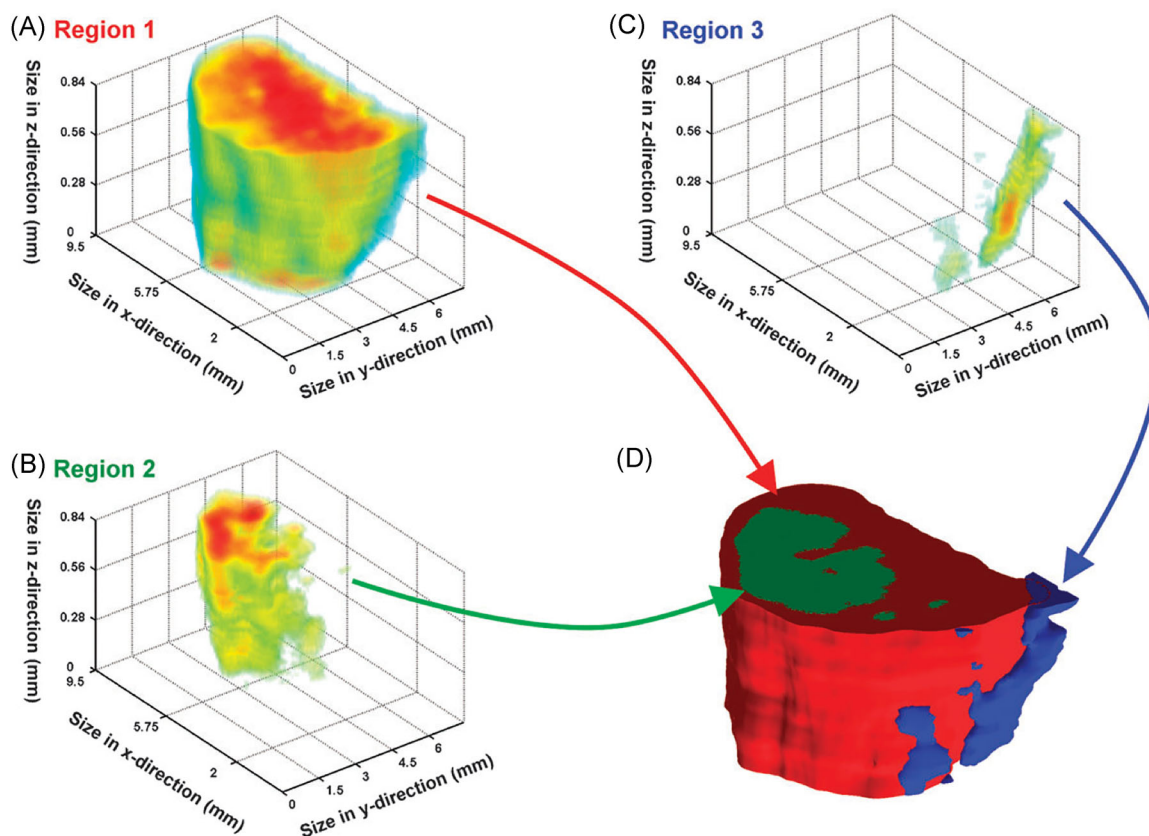 (A) Region 1
Size in z-direction (mm)
0.84
0.56
0.28
0
9.5
5.75
2
Size in x-direction (mm)
0
1.5
3
4.5
6
Size in y-direction (mm)
(C) Region 3
Size in z-direction (mm)
0.84
0.56
0.28
0
9.5
5.75
2
Size in x-direction (mm)
0
1.5
3
4.5
6
Size in y-direction (mm)
(B) Region 2
Size in z-direction (mm)
0.84
0.56
0.28
0
9.5
5.75
2
Size in x-direction (mm)
0
1.5
3
4.5
6
Size in y-direction (mm)
(D)